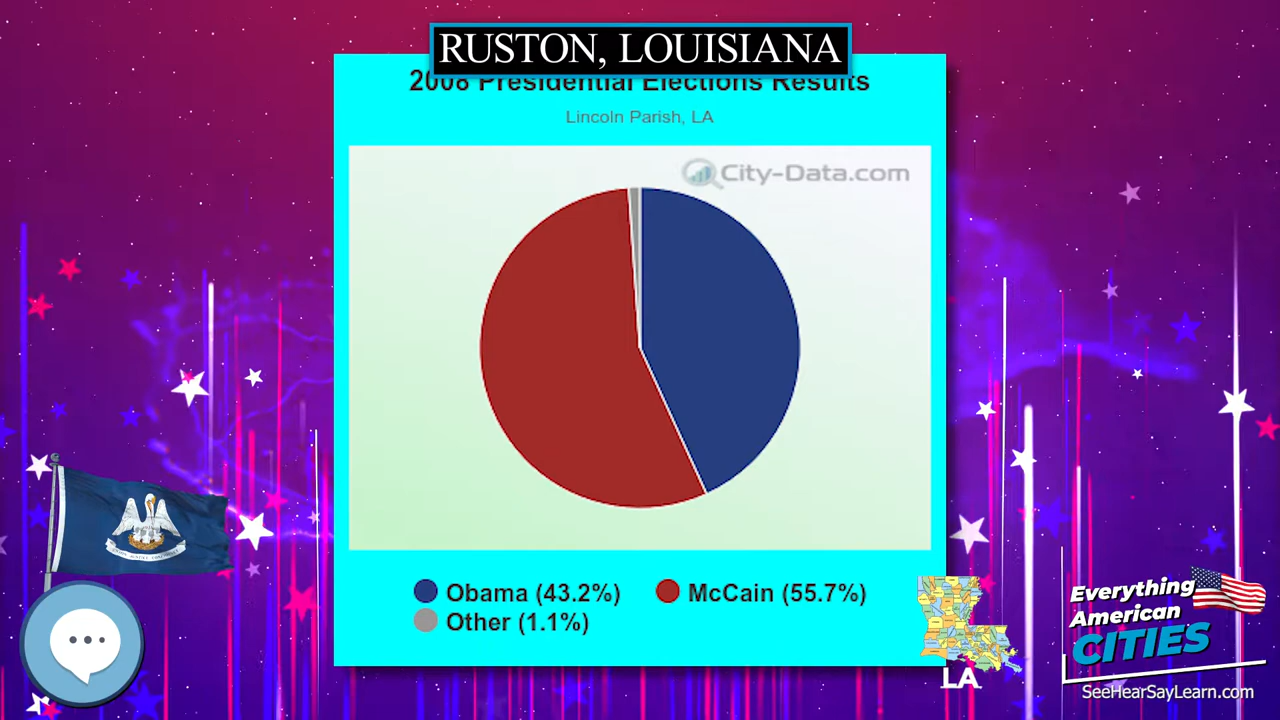 RUSTON, LOUISIANA
2008 Presidential Elections Results
Lincoln Parish, LA
City-Data.com
Obama (43.2%) McCain (55.7%)
Other (1.1%)
LA
Everything
American
CITIES
SeeHearSayLearn.com